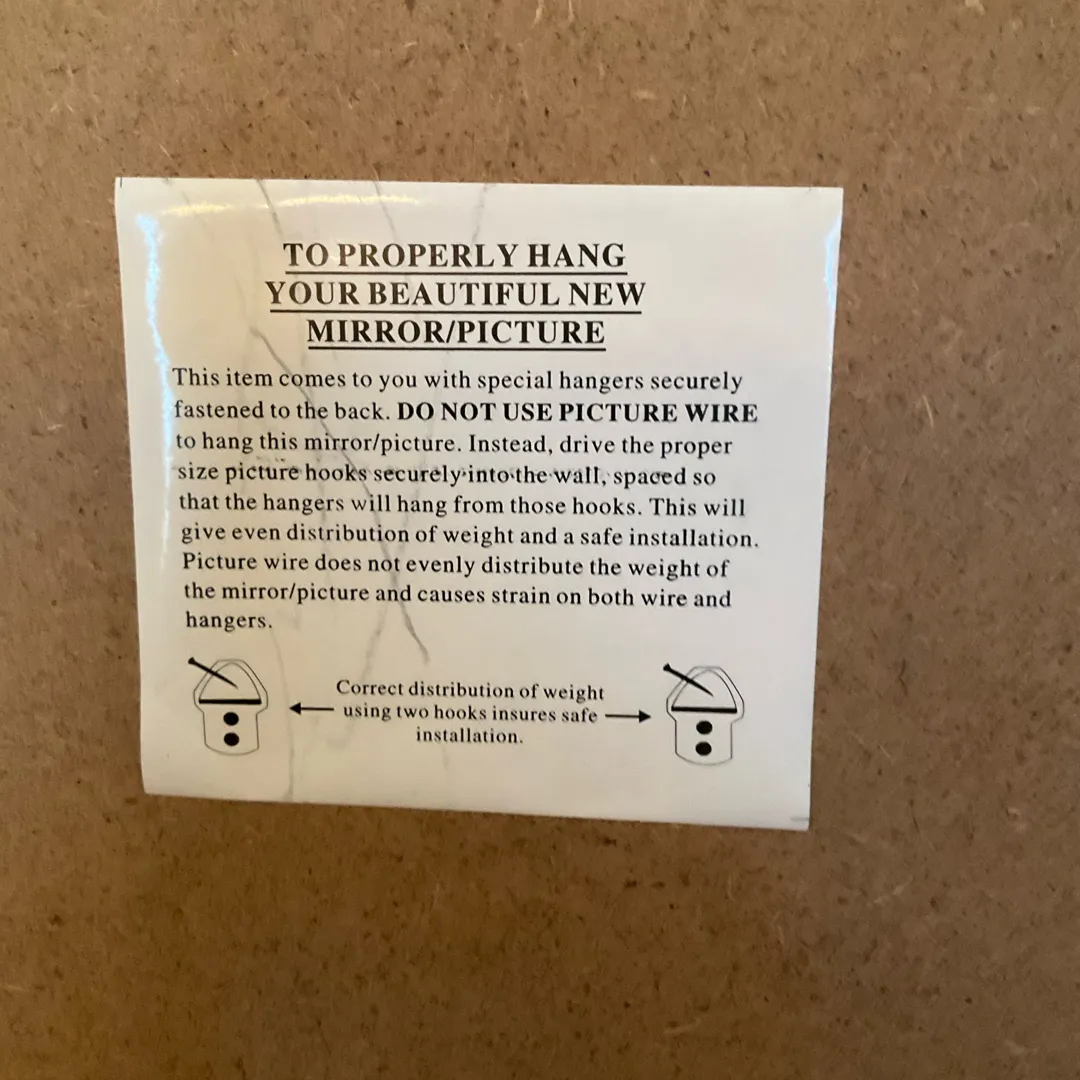 TO PROPERLY HANG
YOUR BEAUTIFUL NEW
MIRROR/PICTURE
This item comes to you with special hangers securely
fastened to the back. DO NOT USE PICTURE WIRE
to hang this mirror/picture. Instead, drive the proper
size picture hooks securely into the wall, spaced so
that the hangers will hang from those hooks. This will
give even distribution of weight and a safe installation.
Picture wire does not evenly distribute the weight of
the mirror/picture and causes strain on both wire and
hangers.
Correct distribution of weight
using two hooks insures safe
installation.